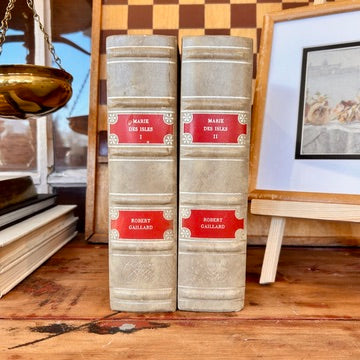 MARIE
DES ISLES
I
ROBERT
GAILLARD
MARIE
DES ISLES
II
ROBERT
GAILLARD